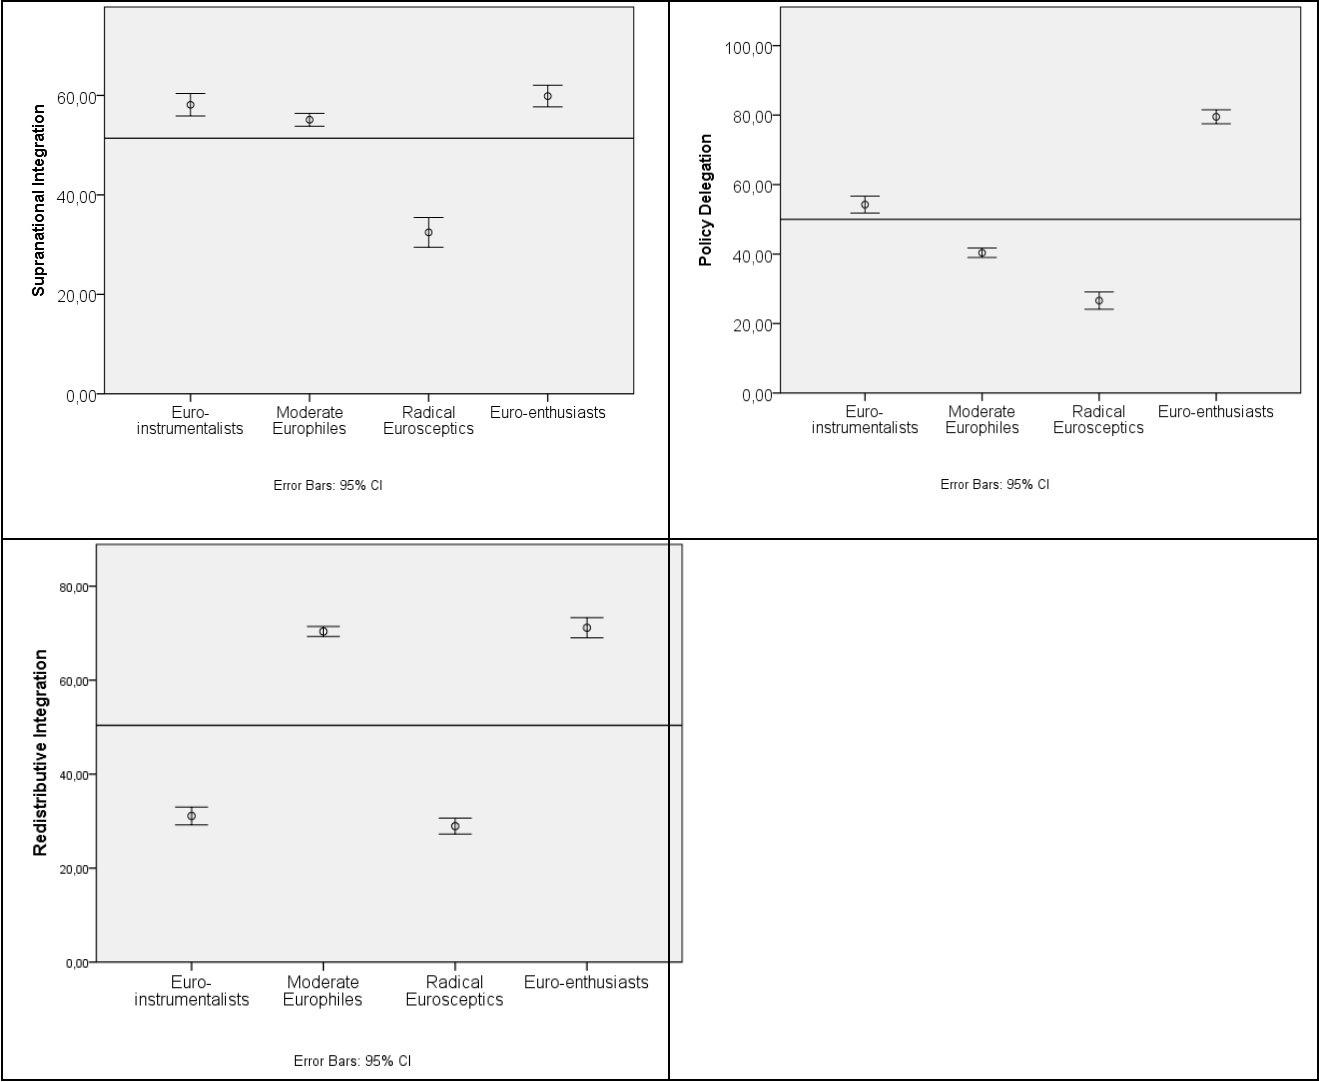 Supranational Integration
60,00
40,00
20,00
0,00
Euro-
instrumentalists
Moderate
Europhiles
Radical
Eurosceptics
Euro-enthusiasts
Error Bars: 95% CI
Policy Delegation
100,00
80,00
60,00
40,00
20,00
0,00
Euro-
instrumentalists
Moderate
Europhiles
Radical
Eurosceptics
Euro-enthusiasts
Error Bars: 95% CI
Redistributive Integration
80,00
60,00
40,00
20,00
0,00
Euro-
instrumentalists
Moderate
Europhiles
Radical
Eurosceptics
Euro-enthusiasts
Error Bars: 95% CI